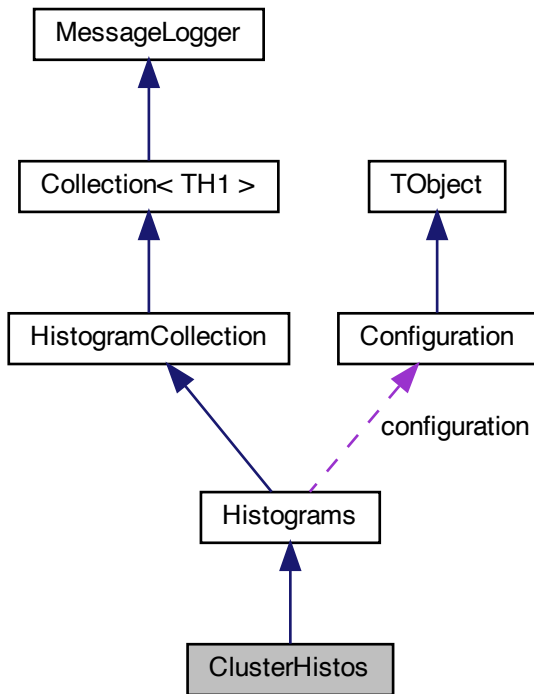 MessageLogger
Collection< TH1 >
TObject
HistogramCollection
Configuration
configuration
Histograms
ClusterHistos